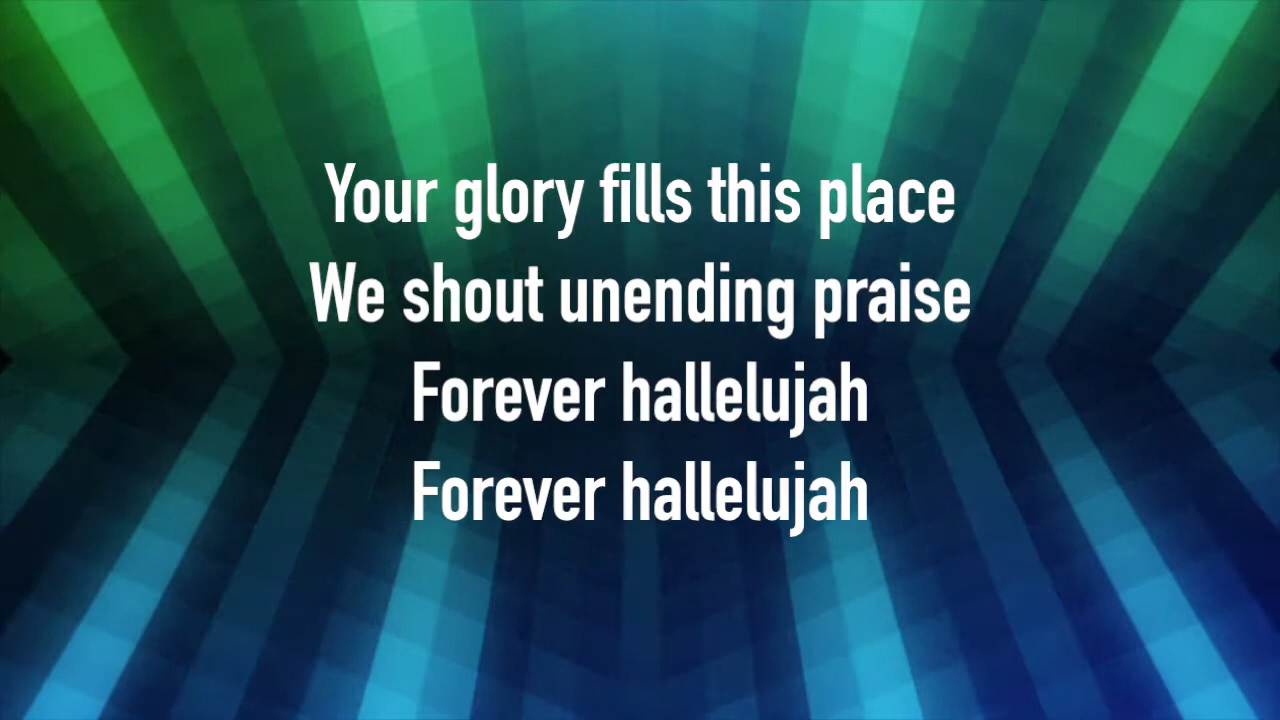 Your glory fills this place
We shout unending praise
Forever hallelujah
Forever hallelujah